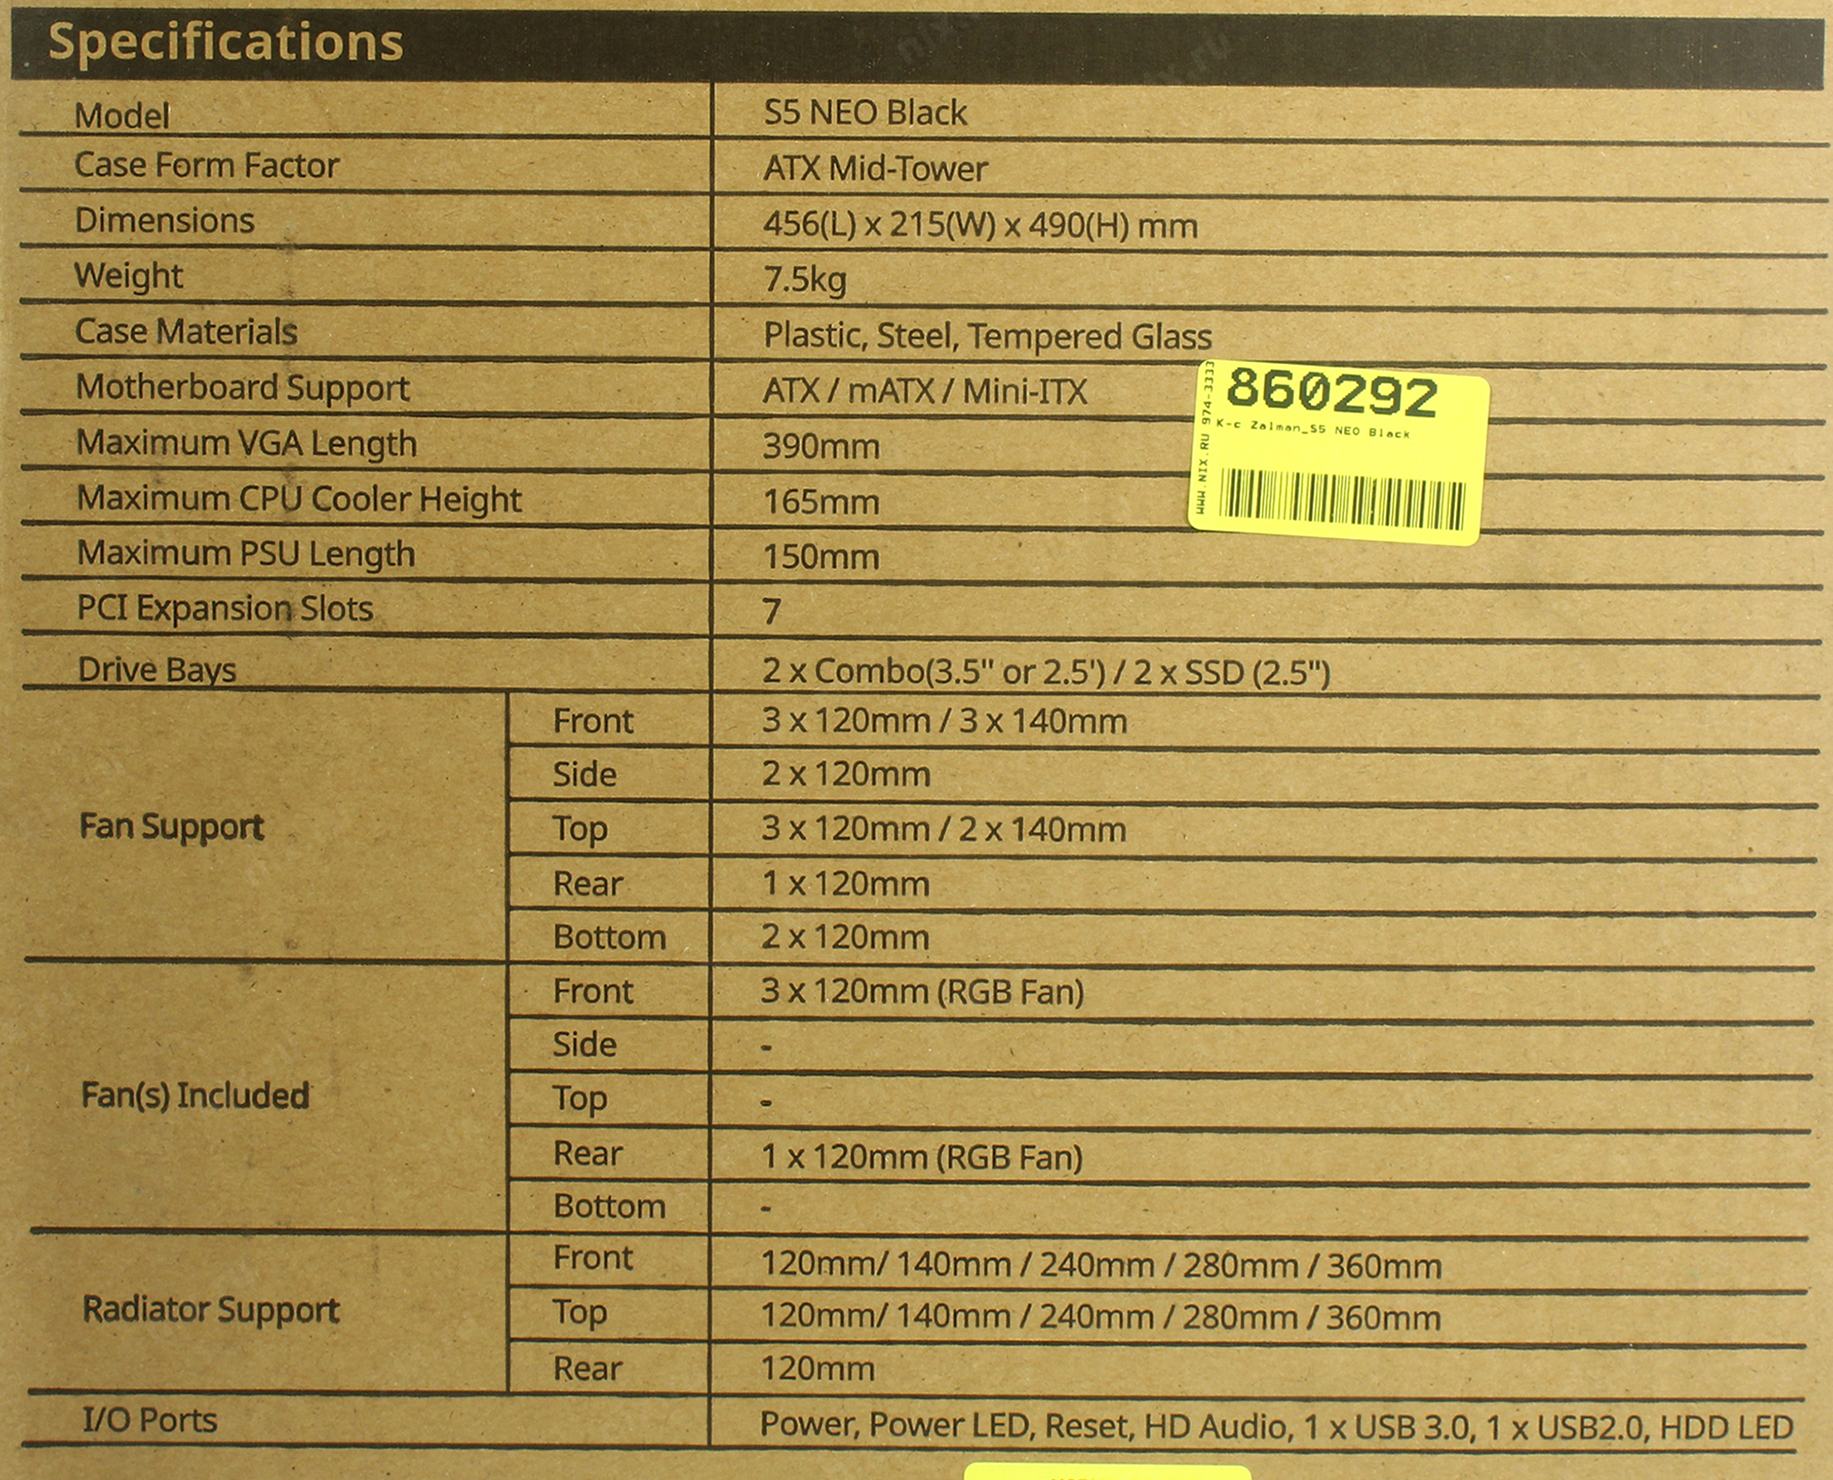 Specifications
Model S5 NEO Black
Case Form Factor ATX Mid-Tower
Dimensions 456(L) x 215(W) x 490(H) mm
Weight 7.5kg
Case Materials Plastic, Steel, Tempered Glass
Motherboard Support ATX / mATX / Mini-ITX
Maximum VGA Length 390mm
Maximum CPU Cooler Height 165mm
Maximum PSU Length 150mm
PCI Expansion Slots 7
Drive Bays 2 x Combo(3.5" or 2.5') / 2 x SSD (2.5")
Fan Support
Front 3 x 120mm / 3 x 140mm
Side 2 x 120mm
Top 3 x 120mm / 2 x 140mm
Rear 1 x 120mm
Bottom 2 x 120mm
Fan(s) Included
Front 3 x 120mm (RGB Fan)
Side -
Top -
Rear 1 x 120mm (RGB Fan)
Bottom -
Radiator Support
Front 120mm/ 140mm / 240mm / 280mm / 360mm
Top 120mm/ 140mm / 240mm / 280mm / 360mm
Rear 120mm
I/O Ports Power, Power LED, Reset, HD Audio, 1 x USB 3.0, 1 x USB2.0, HDD LED
860292
K-c Zalman_S5 NEO Black
WWW.NIX.RU 974-3333